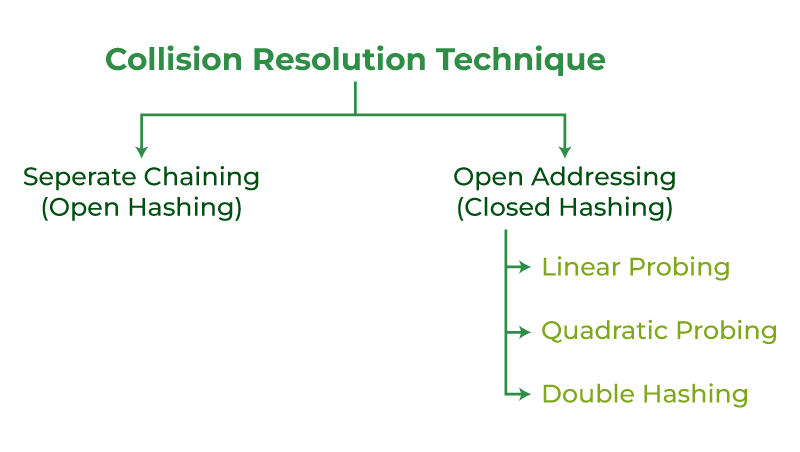 Collision Resolution Technique
Seperate Chaining
(Open Hashing)
Open Addressing
(Closed Hashing)
Linear Probing
Quadratic Probing
Double Hashing